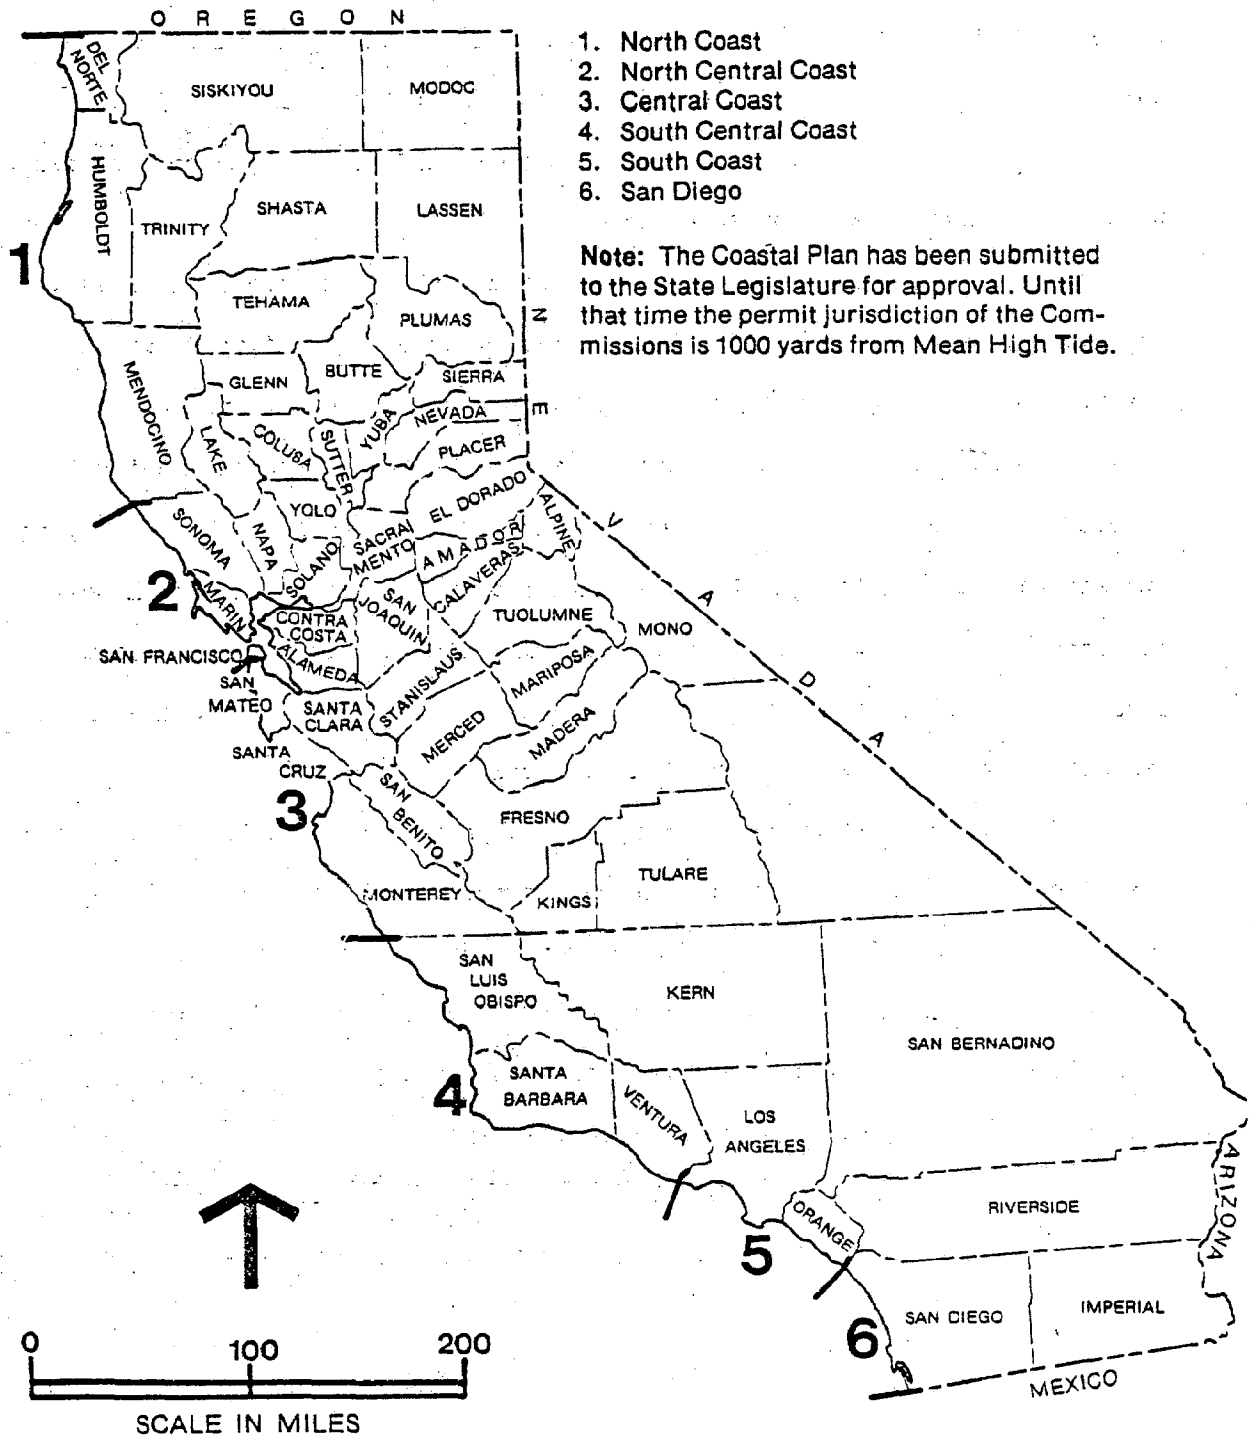 O R E G O N
1. North Coast
2. North Central Coast
3. Central Coast
4. South Central Coast
5. South Coast
6. San Diego
Note: The Coastal Plan has been submitted
to the State Legislature for approval. Until
that time the permit jurisdiction of the Com-
missions is 1000 yards from Mean High Tide.
DEL
NORTE
SISKIYOU
MODOC
HUMBOLDT
TRINITY
SHASTA
LASSEN
1
TEHAMA
PLUMAS
N E V A D A
MENDOCINO
GLENN
BUTTE
SIERRA
LAKE
COLUSA
SUTTER
YUBA
NEVADA
PLACER
YOLO
EL DORADO
SONOMA
NAPA
SOLANO
SACRA
MENTO
AMADOR
ALPINE
CALAVERAS
2
MARIN
CONTRA
COSTA
SAN
JOAQUIN
TUOLUMNE
MONO
SAN FRANCISCO
ALAMEDA
STANISLAUS
MARIPOSA
SAN
MATEO
SANTA
CLARA
MERCED
MADERA
SANTA
CRUZ
3
SAN
BENITO
FRESNO
MONTEREY
KINGS
TULARE
SAN
LUIS
OBISPO
KERN
SAN BERNADINO
4
SANTA
BARBARA
VENTURA
LOS
ANGELES
ARIZONA
5
ORANGE
RIVERSIDE
6
SAN DIEGO
IMPERIAL
MEXICO
0 100 200
SCALE IN MILES